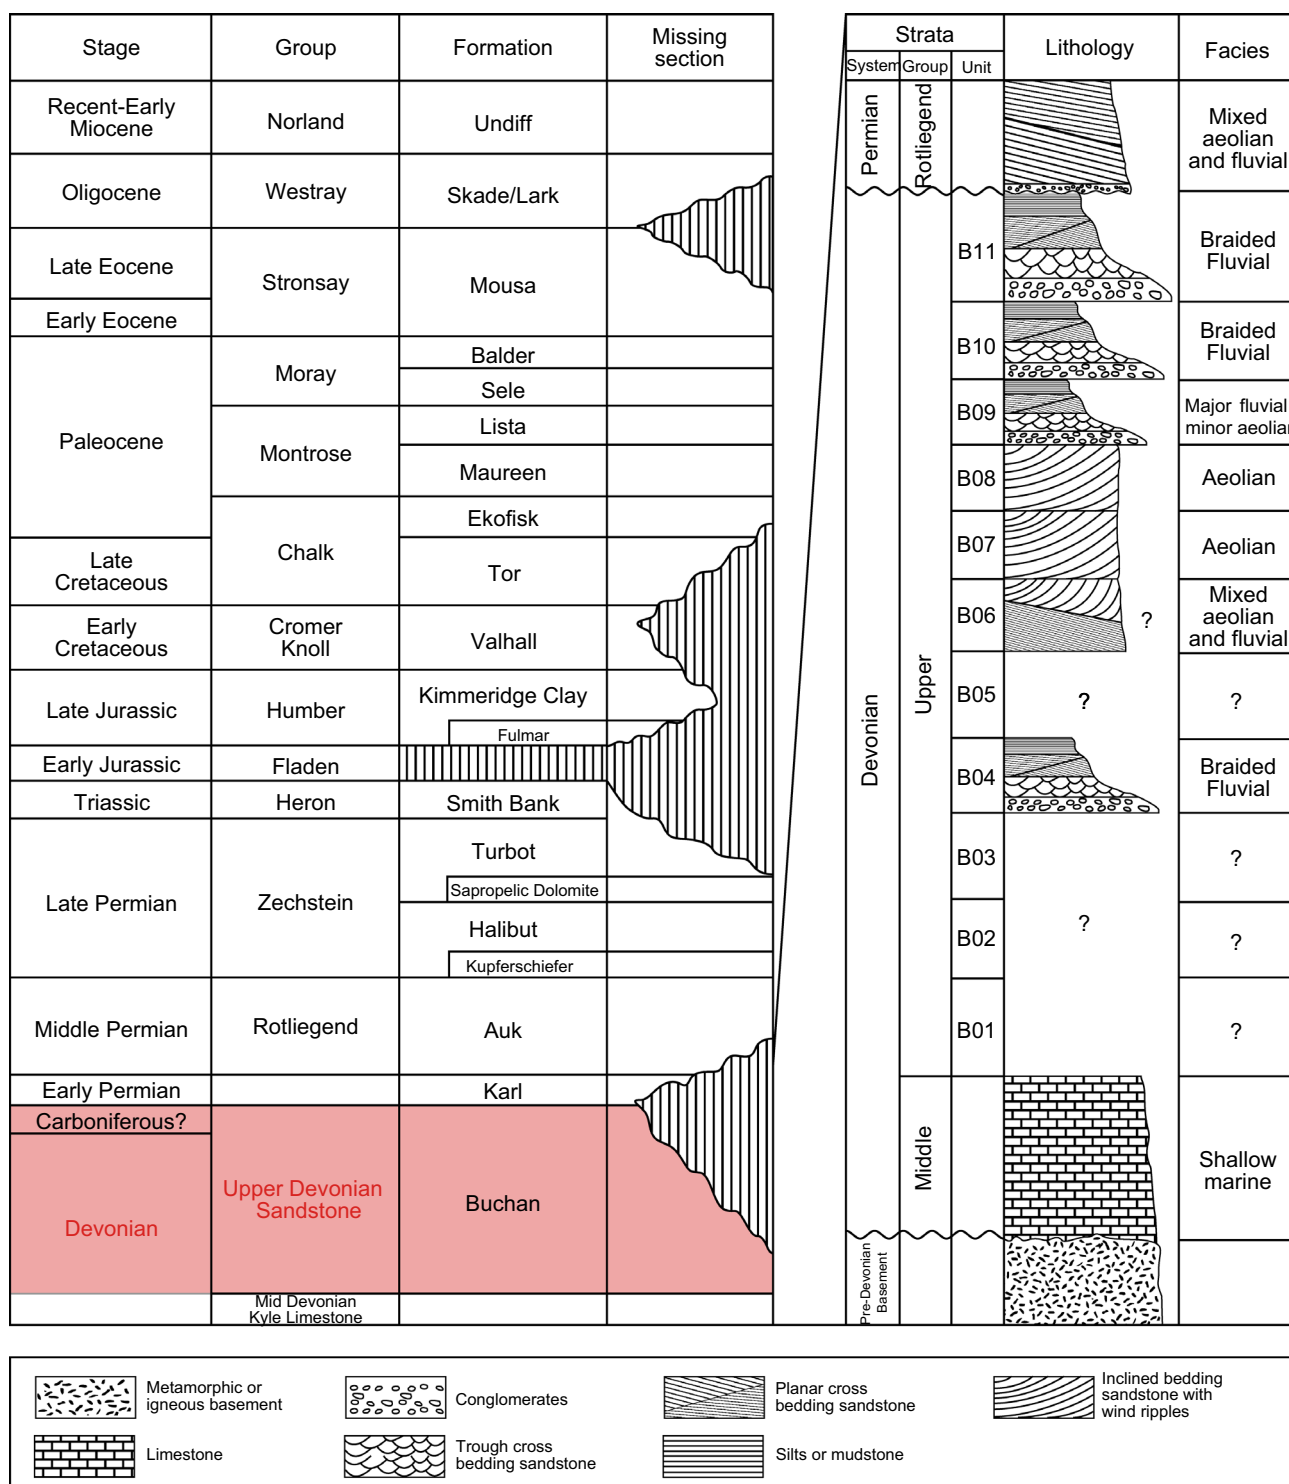 Stage
Group
Formation
Missing
section
Recent-Early
Miocene
Norland
Undiff
Oligocene
Westray
Skade/Lark
Late Eocene
Stronsay
Mousa
Early Eocene
Paleocene
Moray
Balder
Sele
Montrose
Lista
Maureen
Chalk
Ekofisk
Late
Cretaceous
Tor
Early
Cretaceous
Cromer
Knoll
Valhall
Late Jurassic
Humber
Kimmeridge Clay
Fulmar
Early Jurassic
Fladen
Triassic
Heron
Smith Bank
Late Permian
Zechstein
Turbot
Sapropelic Dolomite
Halibut
Kupferschiefer
Middle Permian
Rotliegend
Auk
Early Permian
Karl
Carboniferous?
Devonian
Upper Devonian
Sandstone
Buchan
Mid Devonian
Kyle Limestone
Strata
System
Group
Unit
Lithology
Facies
Permian
Rotliegend
Mixed
aeolian
and fluvial
Devonian
Upper
B11
Braided
Fluvial
B10
Braided
Fluvial
B09
Major fluvial
minor aeolian
B08
Aeolian
B07
Aeolian
B06
?
Mixed
aeolian
and fluvial
B05
?
?
B04
Braided
Fluvial
B03
?
B02
?
?
B01
?
Middle
Shallow
marine
Pre-Devonian
Basement
Metamorphic or
igneous basement
Conglomerates
Planar cross
bedding sandstone
Inclined bedding
sandstone with
wind ripples
Limestone
Trough cross
bedding sandstone
Silts or mudstone